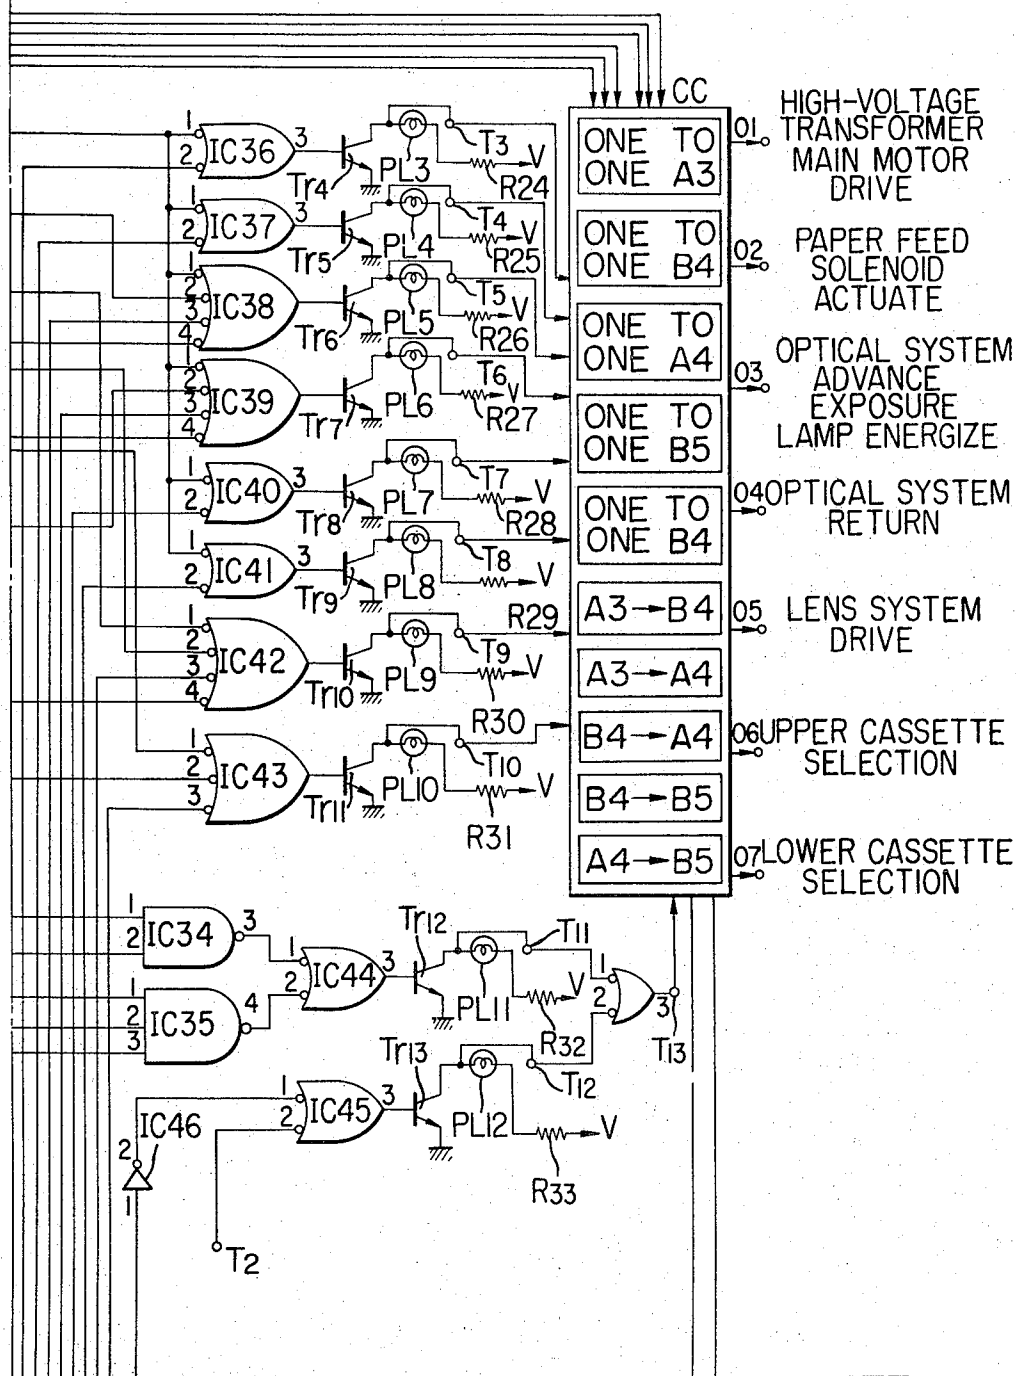 CC
1
2
IC36
3
Tr4
PL3
T3
R24
V
1
2
IC37
3
Tr5
PL4
T4
R25
V
1
2
3
4
IC38
Tr6
PL5
T5
R26
V
1
2
3
4
IC39
Tr7
PL6
T6
R27
V
1
2
IC40
3
Tr8
PL7
T7
R28
V
1
2
IC41
3
Tr9
PL8
T8
R29
V
1
2
3
4
IC42
Tr10
PL9
T9
R30
V
1
2
3
IC43
Tr11
PL10
T10
R31
V
ONE TO
ONE A3
ONE TO
ONE B4
ONE TO
ONE A4
ONE TO
ONE B5
ONE TO
ONE B4
A3→B4
A3→A4
B4→A4
B4→B5
A4→B5
01
HIGH-VOLTAGE
TRANSFORMER
MAIN MOTOR
DRIVE
02
PAPER FEED
SOLENOID
ACTUATE
03
OPTICAL SYSTEM
ADVANCE
EXPOSURE
LAMP ENERGIZE
04
OPTICAL SYSTEM
RETURN
05
LENS SYSTEM
DRIVE
06
UPPER CASSETTE
SELECTION
07
LOWER CASSETTE
SELECTION
1
2
IC34
3
1
2
3
IC35
4
1
2
IC44
3
Tr12
PL11
T11
R32
V
1
2
3
T13
1
2
IC45
3
Tr13
PL12
T12
R33
V
IC46
2
1
T2